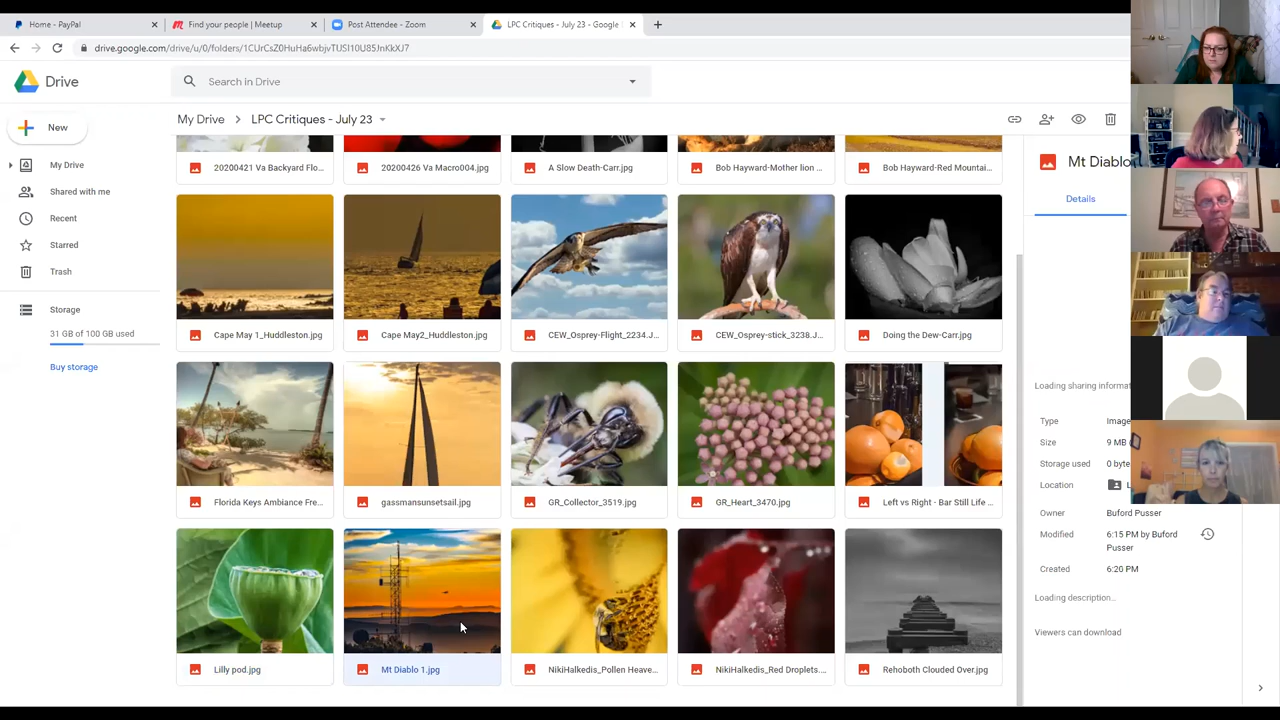 Home - PayPal
Find your people | Meetup
Post Attendee - Zoom
LPC Critiques - July 23 - Google
drive.google.com/drive/u/0/folders/1CUrCsZ0HuHa6wbjvTUSI10U85JnKkXJ7
Drive
Search in Drive
New
My Drive
LPC Critiques - July 23
My Drive
Shared with me
Recent
Starred
Trash
Storage
31 GB of 100 GB used
Buy storage
20200421 Va Backyard Flo...
20200426 Va Macro004.jpg
A Slow Death-Carr.jpg
Bob Hayward-Mother lion ...
Bob Hayward-Red Mountai...
Cape May 1_Huddleston.jpg
Cape May2_Huddleston.jpg
CEW_Osprey-Flight_2234.J...
CEW_Osprey-stick_3238.J...
Doing the Dew-Carr.jpg
Florida Keys Ambiance Fre...
gassmansunsetsail.jpg
GR_Collector_3519.jpg
GR_Heart_3470.jpg
Left vs Right - Bar Still Life ...
Lilly pod.jpg
Mt Diablo 1.jpg
NikiHalkedis_Pollen Heave...
NikiHalkedis_Red Droplets....
Rehoboth Clouded Over.jpg
Mt Diablo
Details
Loading sharing informa
Type Image
Size 9 MB
Storage used 0 byte
Location L
Owner Buford Pusser
Modified 6:15 PM by Buford
Pusser
Created 6:20 PM
Loading description...
Viewers can download